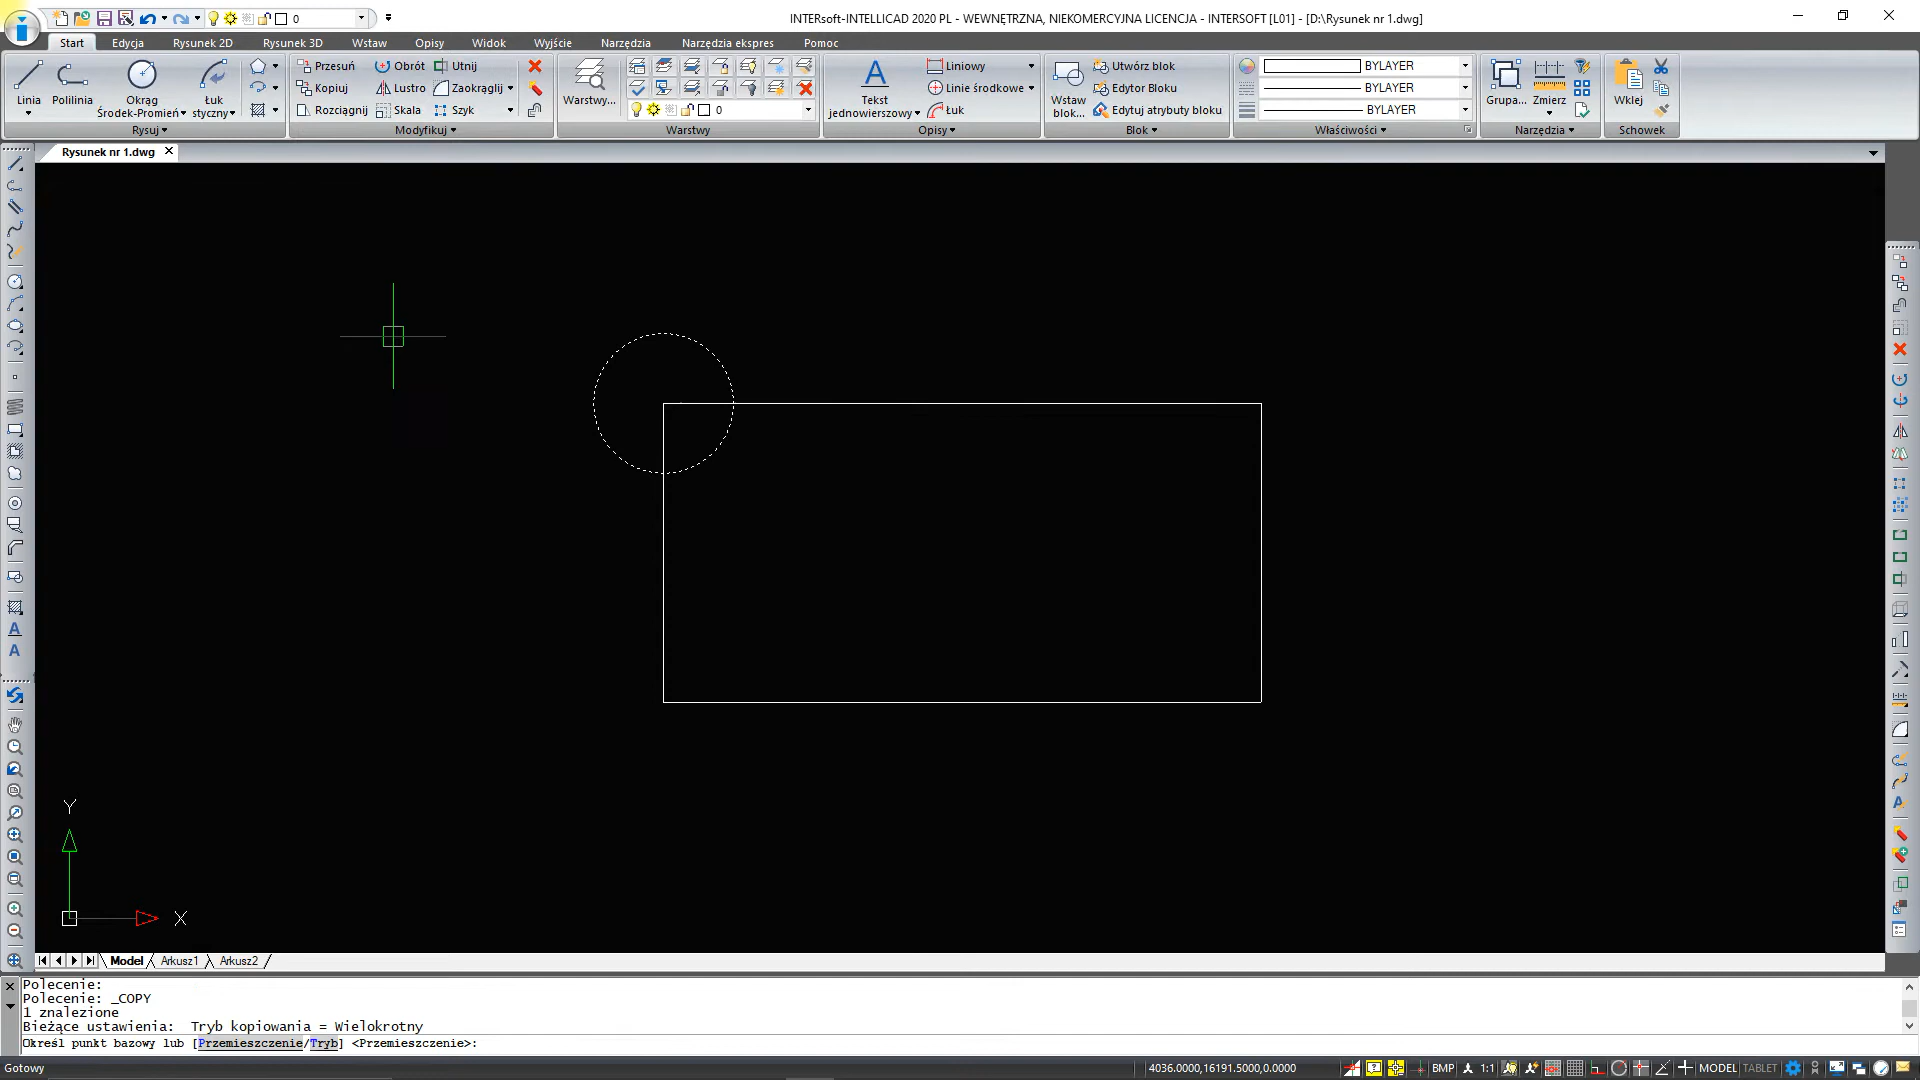 0
INTERsoft-INTELLICAD 2020 PL - WEWNĘTRZNA, NIEKOMERCYJNA LICENCJA - INTERSOFT [L01] - [D:\Rysunek nr 1.dwg]
Start Edycja Rysunek 2D Rysunek 3D Wstaw Opisy Widok Wyjście Narzędzia Narzędzia ekspres Pomoc
Linia
Polilinia
Okrąg
Środek-Promień
Łuk
styczny
Rysuj
Przesuń Obrót Utnij
Kopiuj Lustro Zaokrąglij
Rozciągnij Skala Szyk
Modyfikuj
Warstwy...
0
Warstwy
A
Tekst
jednowierszowy
Liniowy
Linie środkowe
Łuk
Opisy
Wstaw
blok...
Utwórz blok
Edytor Bloku
Edytuj atrybuty bloku
Blok
BYLAYER
BYLAYER
BYLAYER
Właściwości
Grupa...
Zmierz
Narzędzia
Wklej
Schowek
Rysunek nr 1.dwg
A
A
A
Y
X
Model Arkusz1 Arkusz2
Polecenie:
Polecenie: _COPY
1 znalezione
Bieżące ustawienia: Tryb kopiowania = Wielokrotny
Określ punkt bazowy lub [Przemieszczenie/Tryb] <Przemieszczenie>:
Gotowy
4036.0000,16191.5000,0.0000
BMP
1:1
MODEL
TABLET